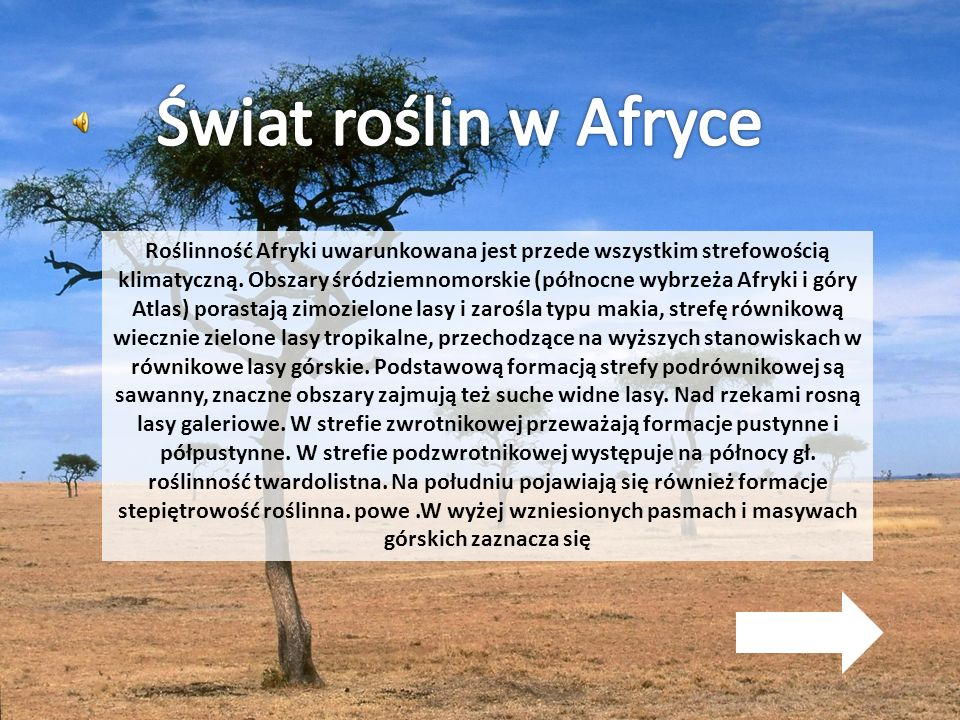 Świat roślin w Afryce
Roślinność Afryki uwarunkowana jest przede wszystkim strefowością
klimatyczną. Obszary śródziemnomorskie (północne wybrzeża Afryki i góry
Atlas) porastają zimozielone lasy i zarośla typu makia, strefę równikową
wiecznie zielone lasy tropikalne, przechodzące na wyższych stanowiskach w
równikowe lasy górskie. Podstawową formacją strefy podrównikowej są
sawanny, znaczne obszary zajmują też suche widne lasy. Nad rzekami rosną
lasy galeriowe. W strefie zwrotnikowej przeważają formacje pustynne i
półpustynne. W strefie podzwrotnikowej występuje na północy gł.
roślinność twardolistna. Na południu pojawiają się również formacje
stepiętrowość roślinna. powe .W wyżej wzniesionych pasmach i masywach
górskich zaznacza się